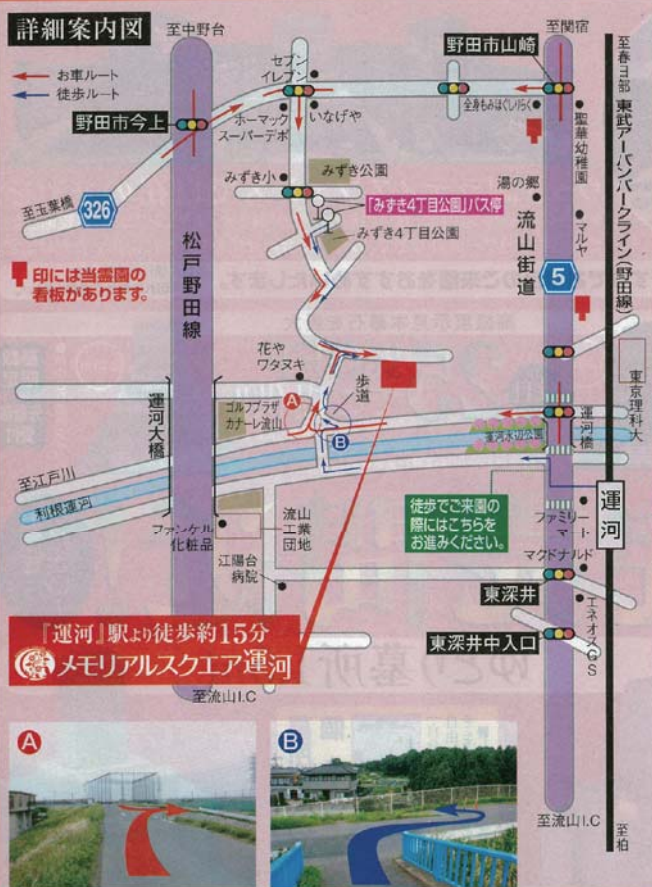 詳細案内図
お車ルート
徒歩ルート
至中野台
至関宿
至春日部
東武アーバンパークライン(野田線)
野田市山崎
野田市今上
セブン
イレブン
ホーマック
スーパーデポ
いなげや
全身もみほぐしりらく
聖華幼稚園
みずき公園
みずき小
「みずき4丁目公園」バス停
みずき4丁目公園
湯の郷
マルヤ
至玉葉橋
326
松戸野田線
流山街道
5
印には当霊園の
看板があります。
花や
ワタヌキ
歩道
東京理科大
運河大橋
ゴルフプラザ
カナーレ流山
A
B
運河水辺公園
運河橋
至江戸川
利根運河
運河
徒歩でご来園の
際にはこちらを
お進みください。
ファミリーマート
ファンケル
化粧品
流山
工業
団地
江陽台
病院
マクドナルド
東深井
エネオスGS
東深井中入口
『運河』駅より徒歩約15分
メモリアルスクエア運河
至流山I.C
至流山I.C
至柏
A
B